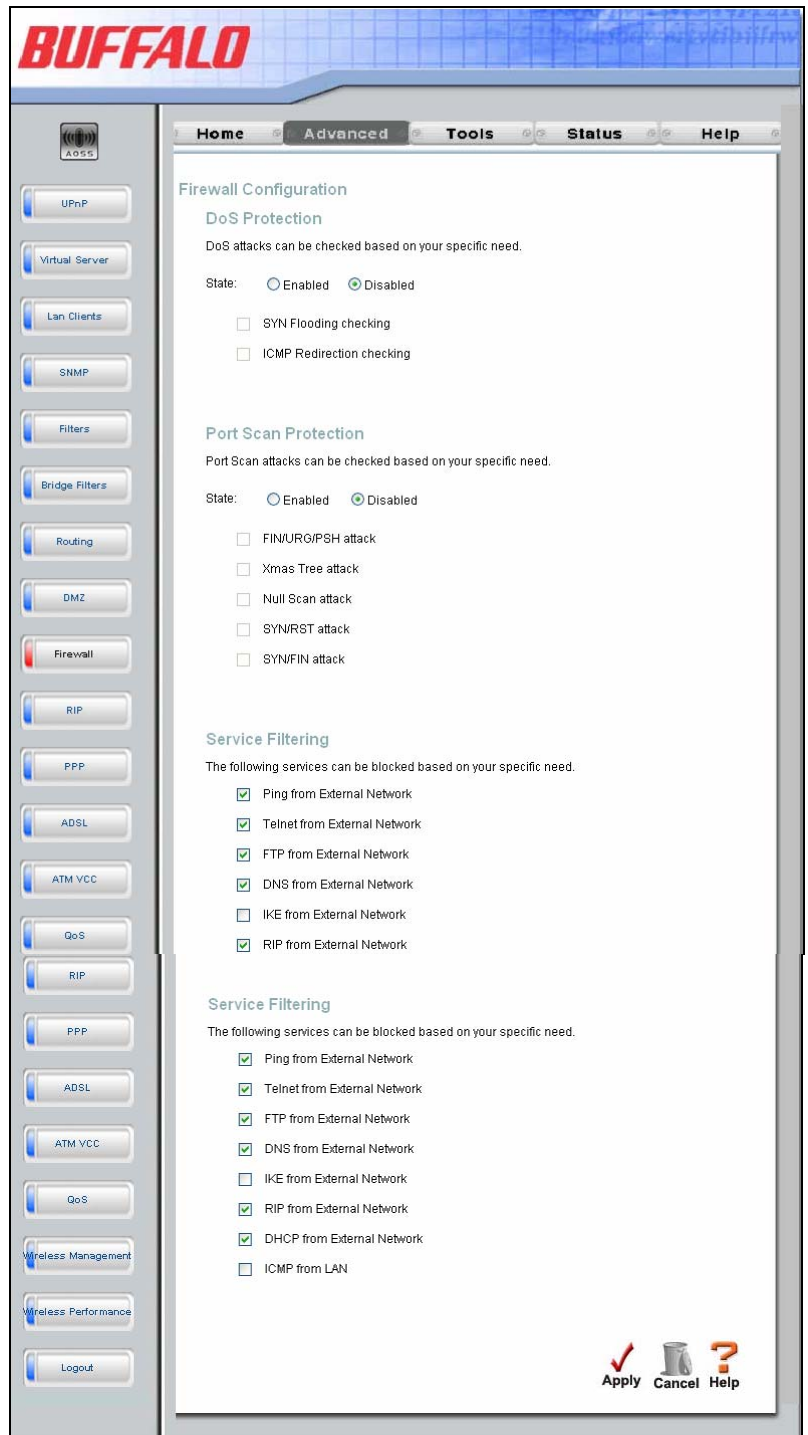 BUFFALO
AOSS
Home Advanced Tools Status Help
UPnP
Virtual Server
Lan Clients
SNMP
Filters
Bridge Filters
Routing
DMZ
Firewall
RIP
PPP
ADSL
ATM VCC
QoS
Firewall Configuration
DoS Protection
DoS attacks can be checked based on your specific need.
State: Enabled Disabled
SYN Flooding checking
ICMP Redirection checking
Port Scan Protection
Port Scan attacks can be checked based on your specific need.
State: Enabled Disabled
FIN/URG/PSH attack
Xmas Tree attack
Null Scan attack
SYN/RST attack
SYN/FIN attack
Service Filtering
The following services can be blocked based on your specific need.
Ping from External Network
Telnet from External Network
FTP from External Network
DNS from External Network
IKE from External Network
RIP from External Network
RIP
PPP
ADSL
ATM VCC
QoS
Wireless Management
Wireless Performance
Logout
Service Filtering
The following services can be blocked based on your specific need.
Ping from External Network
Telnet from External Network
FTP from External Network
DNS from External Network
IKE from External Network
RIP from External Network
DHCP from External Network
ICMP from LAN
Apply Cancel Help